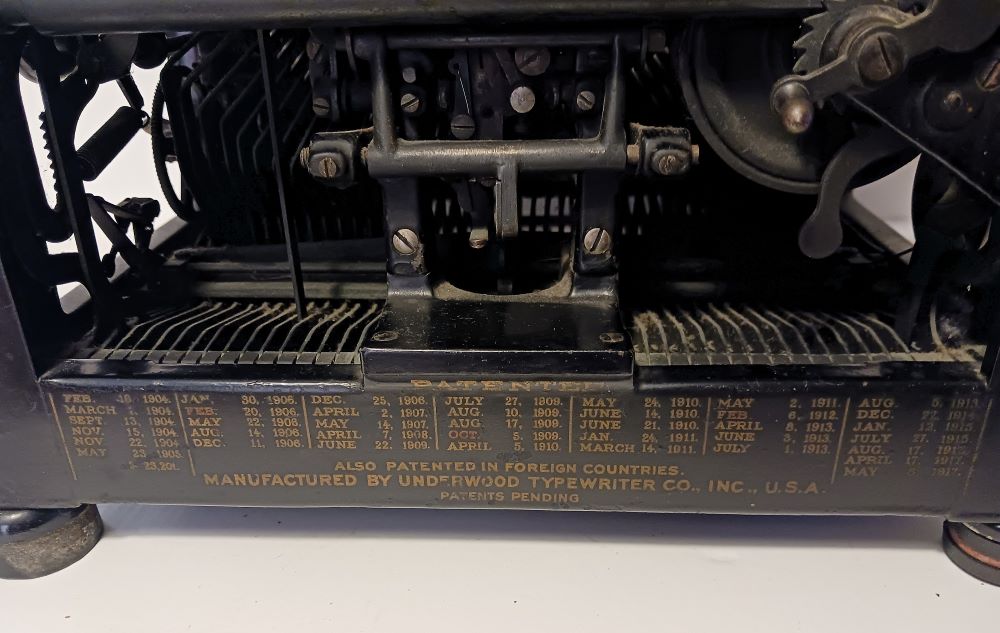 PATENTED
FEB. 1904.
MARCH 1, 1904.
SEPT. 13, 1904.
NOV. 15, 1904.
NOV. 22, 1904.
MAY 23, 1905.
JAN. 30, 1906.
FEB. 20, 1906.
MAY 22, 1906.
AUG. 14, 1906.
DEC. 11, 1906.
DEC. 25, 1906.
APRIL 2, 1907.
MAY 14, 1907.
APRIL 7, 1908.
JUNE 22, 1909.
JULY 27, 1909.
AUG. 10, 1909.
AUG. 17, 1909.
OCT. 5, 1909.
APRIL 5, 1910.
MAY 24, 1910.
JUNE 14, 1910.
JUNE 21, 1910.
JAN. 24, 1911.
MARCH 14, 1911.
MAY 2, 1911.
FEB. 6, 1912.
APRIL 8, 1913.
JUNE 3, 1913.
JULY 1, 1913.
AUG. 5, 1913.
DEC. 1914.
JAN. 12, 1915.
JULY 27, 1915.
AUG. 17,
APRIL 17,
MAY
ALSO PATENTED IN FOREIGN COUNTRIES.
MANUFACTURED BY UNDERWOOD TYPEWRITER CO., INC., U.S.A.
PATENTS PENDING